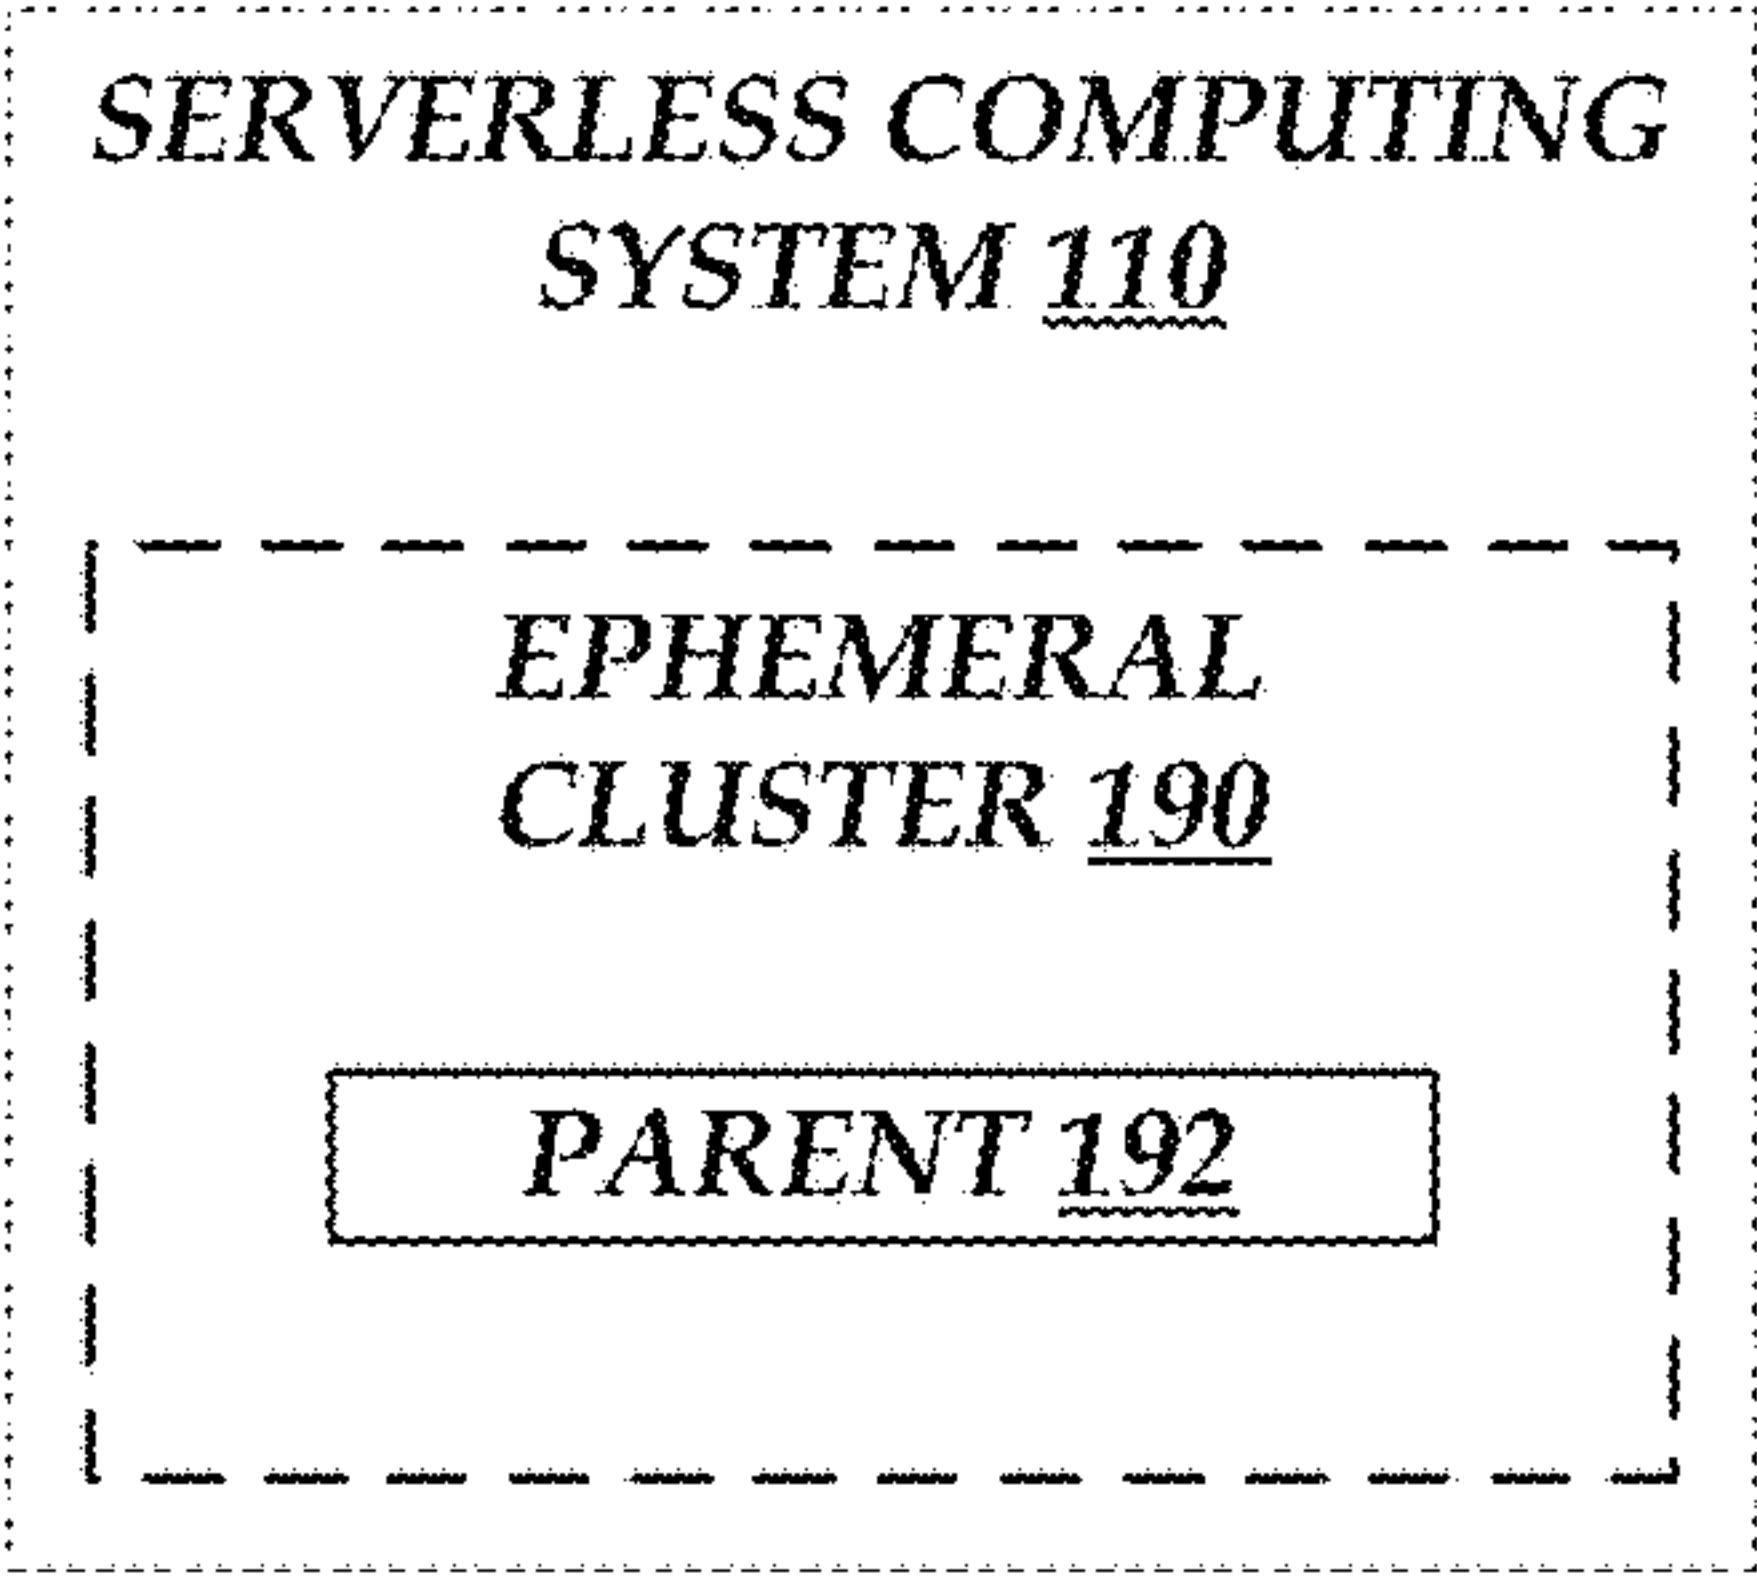 SERVERLESS COMPUTING
SYSTEM 110
EPHEMERAL
CLUSTER 190
PARENT 192